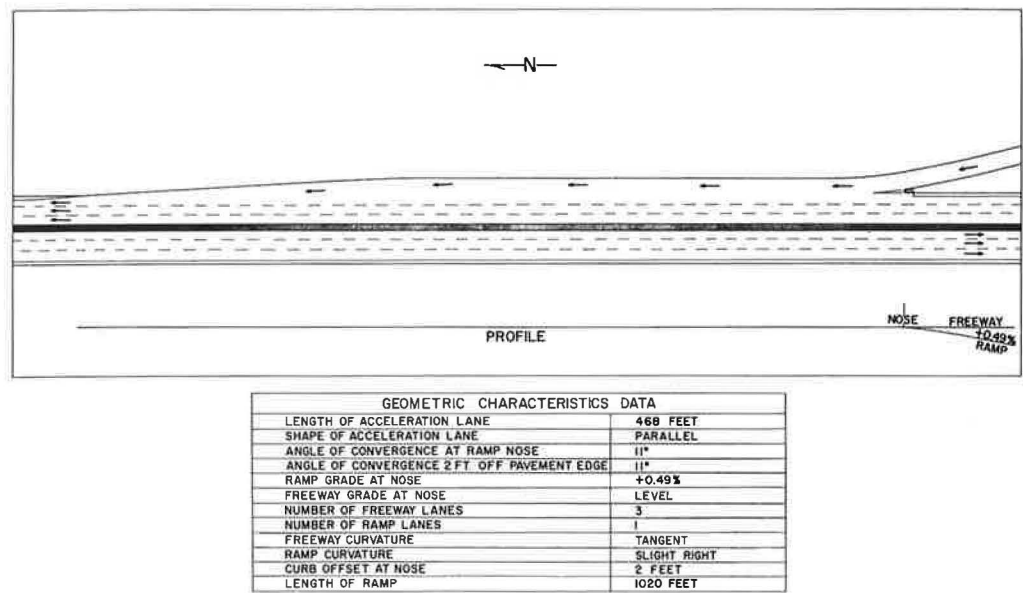 N
NOSE
FREEWAY
+0.49%
RAMP
PROFILE
GEOMETRIC CHARACTERISTICS DATA
LENGTH OF ACCELERATION LANE 468 FEET
SHAPE OF ACCELERATION LANE PARALLEL
ANGLE OF CONVERGENCE AT RAMP NOSE 11°
ANGLE OF CONVERGENCE 2 FT. OFF PAVEMENT EDGE 11°
RAMP GRADE AT NOSE +0.49%
FREEWAY GRADE AT NOSE LEVEL
NUMBER OF FREEWAY LANES 3
NUMBER OF RAMP LANES 1
FREEWAY CURVATURE TANGENT
RAMP CURVATURE SLIGHT RIGHT
CURB OFFSET AT NOSE 2 FEET
LENGTH OF RAMP 1020 FEET